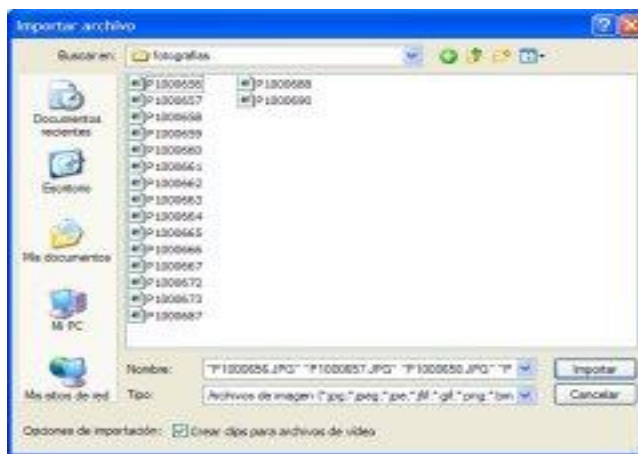 Importar archivo
Buscar en: fotografias
Documentos recientes
Escritorio
Mis documentos
Mi PC
Mis sitios de red
P1000656
P1000657
P1000658
P1000659
P1000660
P1000661
P1000662
P1000663
P1000664
P1000665
P1000666
P1000667
P1000672
P1000673
P1000687
P1000688
P1000690
Nombre: "P1000656.JPG" "P1000657.JPG" "P1000658.JPG" "P
Importar
Tipo: Archivos de imagen (*.jpg,*.jpeg,*.jpe,*.jfif,*.gif,*.png,*.bm
Cancelar
Opciones de importación: Crear clips para archivos de vídeo